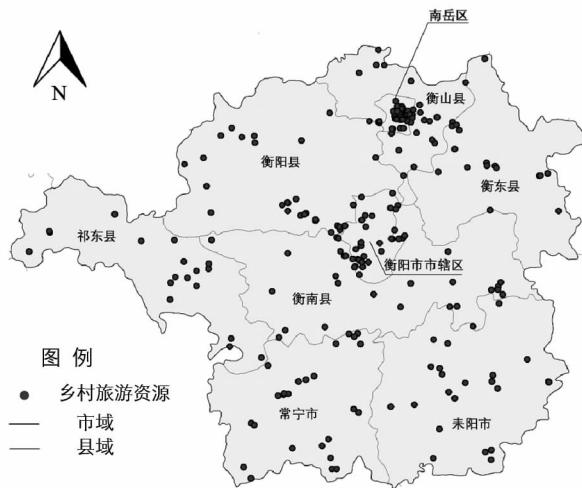 南岳区
N
衡山县
衡阳县
衡东县
祁东县
衡阳市市辖区
衡南县
图 例
乡村旅游资源
市域
县域
常宁市
耒阳市